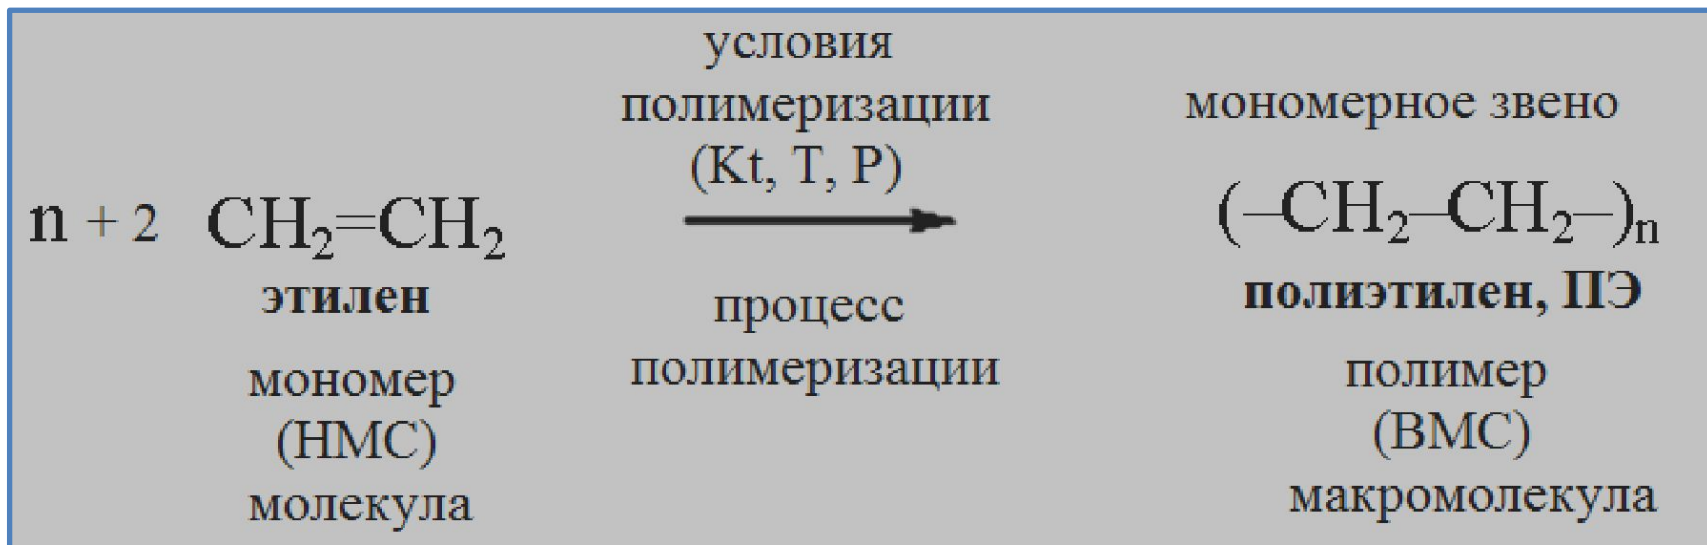 условия
полимеризации
(Kt, T, P)
мономерное звено
n + 2 CH₂=CH₂
(–CH₂–CH₂–)ₙ
этилен
полиэтилен, ПЭ
процесс
полимеризации
мономер
(НМС)
молекула
полимер
(ВМС)
макромолекула